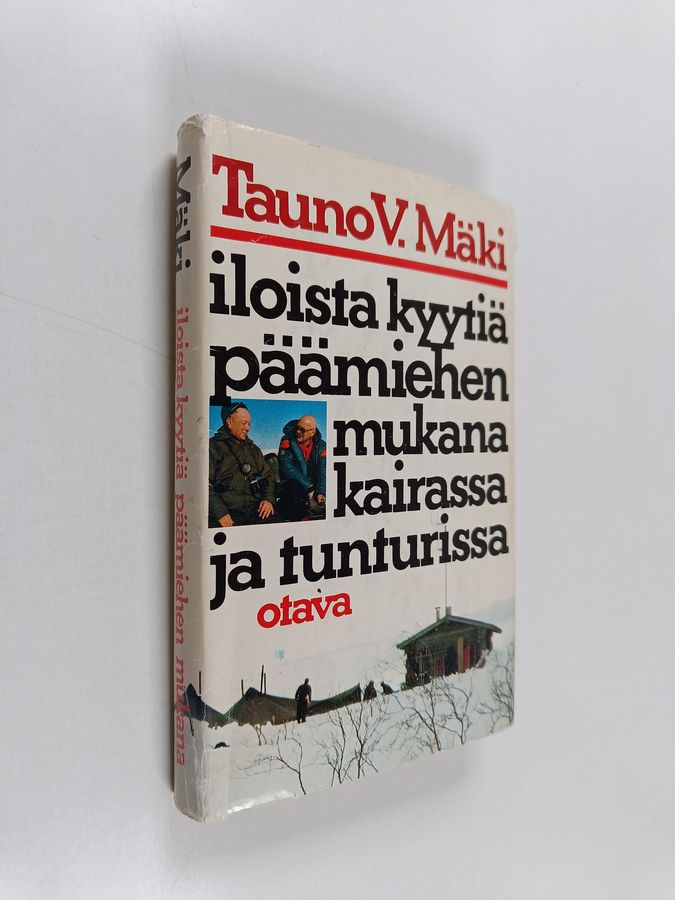 Tauno V. Mäki
iloista kyytiä
päämiehen
mukana
kairassa
ja tunturissa
otava
Mäki iloista kyytiä päämiehen mukana